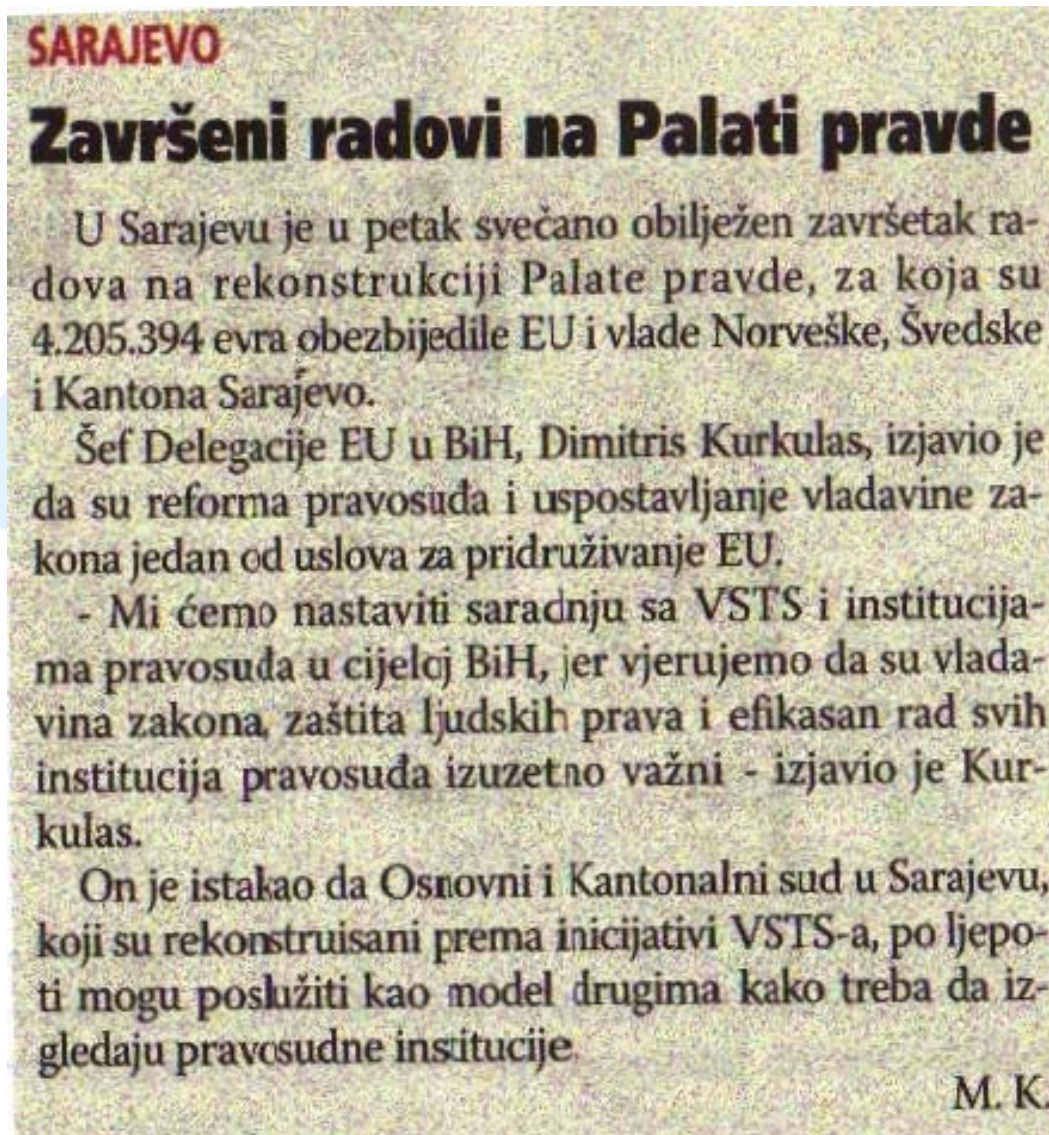 SARAJEVO
Završeni radovi na Palati pravde
U Sarajevu je u petak svečano obilježen završetak ra-
dova na rekonstrukciji Palate pravde, za koja su
4.205.394 evra obezbijedile EU i vlade Norveške, Švedske
i Kantona Sarajevo.
Šef Delegacije EU u BiH, Dimitris Kurkulas, izjavio je
da su reforma pravosuđa i uspostavljanje vladavine za-
kona jedan od uslova za pridruživanje EU.
- Mi ćemo nastaviti saradnju sa VSTS i institucija-
ma pravosuđa u cijeloj BiH, jer vjerujemo da su vlada-
vina zakona, zaštita ljudskih prava i efikasan rad svih
institucija pravosuđa izuzetno važni - izjavio je Kur-
kulas.
On je istakao da Osnovni i Kantonalni sud u Sarajevu,
koji su rekonstruisani prema inicijativi VSTS-a, po ljepo-
ti mogu poslužiti kao model drugima kako treba da iz-
gledaju pravosudne institucije.
M. K.